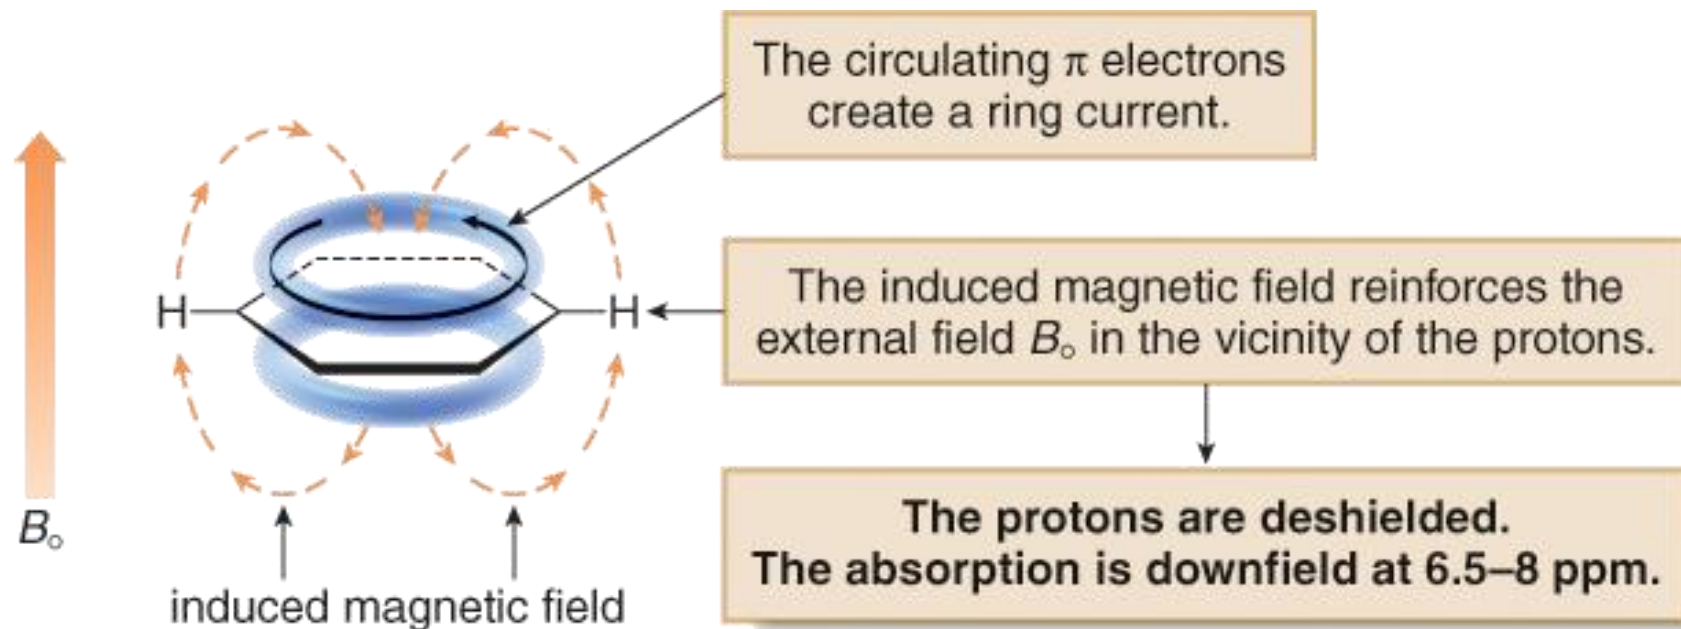 The circulating π electrons
create a ring current.
H
H
The induced magnetic field reinforces the
external field B₀ in the vicinity of the protons.
The protons are deshielded.
The absorption is downfield at 6.5–8 ppm.
B₀
induced magnetic field